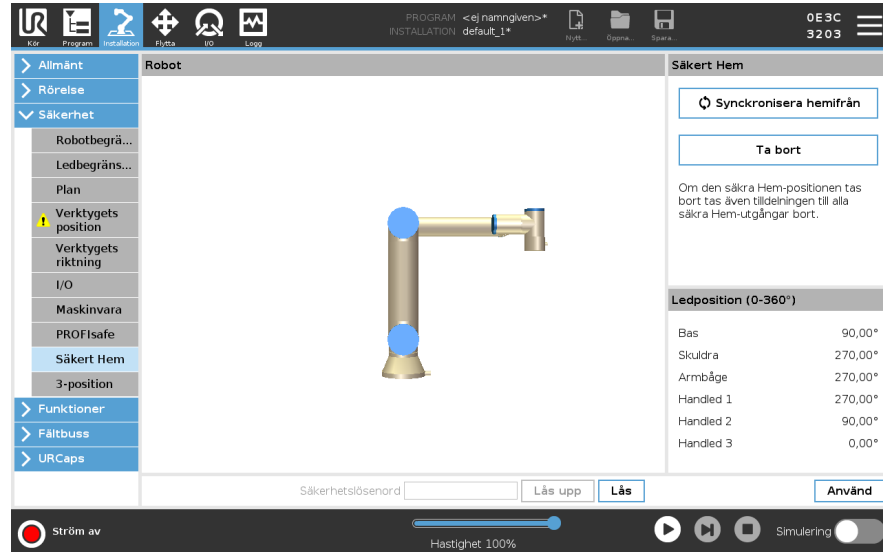 PROGRAM <ej namngiven>*
INSTALLATION default_1*
Kör
Program
Installation
Flytta
I/O
Logg
Nytt...
Öppna...
Spara...
0E3C
3203
Allmänt
Rörelse
Säkerhet
Robotbegrä...
Ledbegräns...
Plan
Verktygets
position
Verktygets
riktning
I/O
Maskinvara
PROFIsafe
Säkert Hem
3-position
Funktioner
Fältbuss
URCaps
Robot
Säkert Hem
Synckronisera hemifrån
Ta bort
Om den säkra Hem-positionen tas
bort tas även tilldelningen till alla
säkra Hem-utgångar bort.
Ledposition (0-360°)
Bas 90,00°
Skuldra 270,00°
Armbåge 270,00°
Handled 1 270,00°
Handled 2 90,00°
Handled 3 0,00°
Säkerhetslösenord
Lås upp
Lås
Använd
Ström av
Hastighet 100%
Simulering